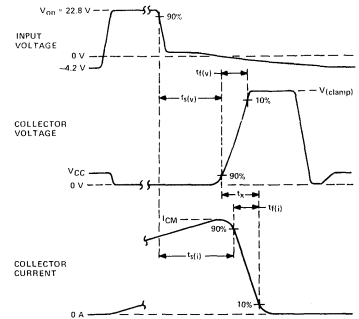 Von = 22.8 V
90%
INPUT
VOLTAGE
0 V
−4.2 V
tf(v)
ts(v)
10%
V(clamp)
COLLECTOR
VOLTAGE
VCC
0 V
90%
tx
tf(i)
ICM
90%
ts(i)
COLLECTOR
CURRENT
10%
0 A